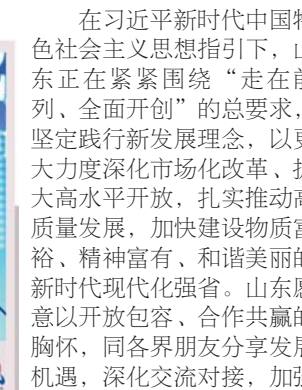 在习近平新时代中国特
色社会主义思想指引下，山
东正在紧紧围绕“走在前
列、全面开创”的总要求，
坚定践行新发展理念，以更
大力度深化市场化改革、扩
大高水平开放，扎实推动高
质量发展，加快建设物质富
裕、精神富有、和谐美丽的
新时代现代化强省。山东愿
意以开放包容、合作共赢的
胸怀，同各界朋友分享发展
机遇，深化交流对接，加强